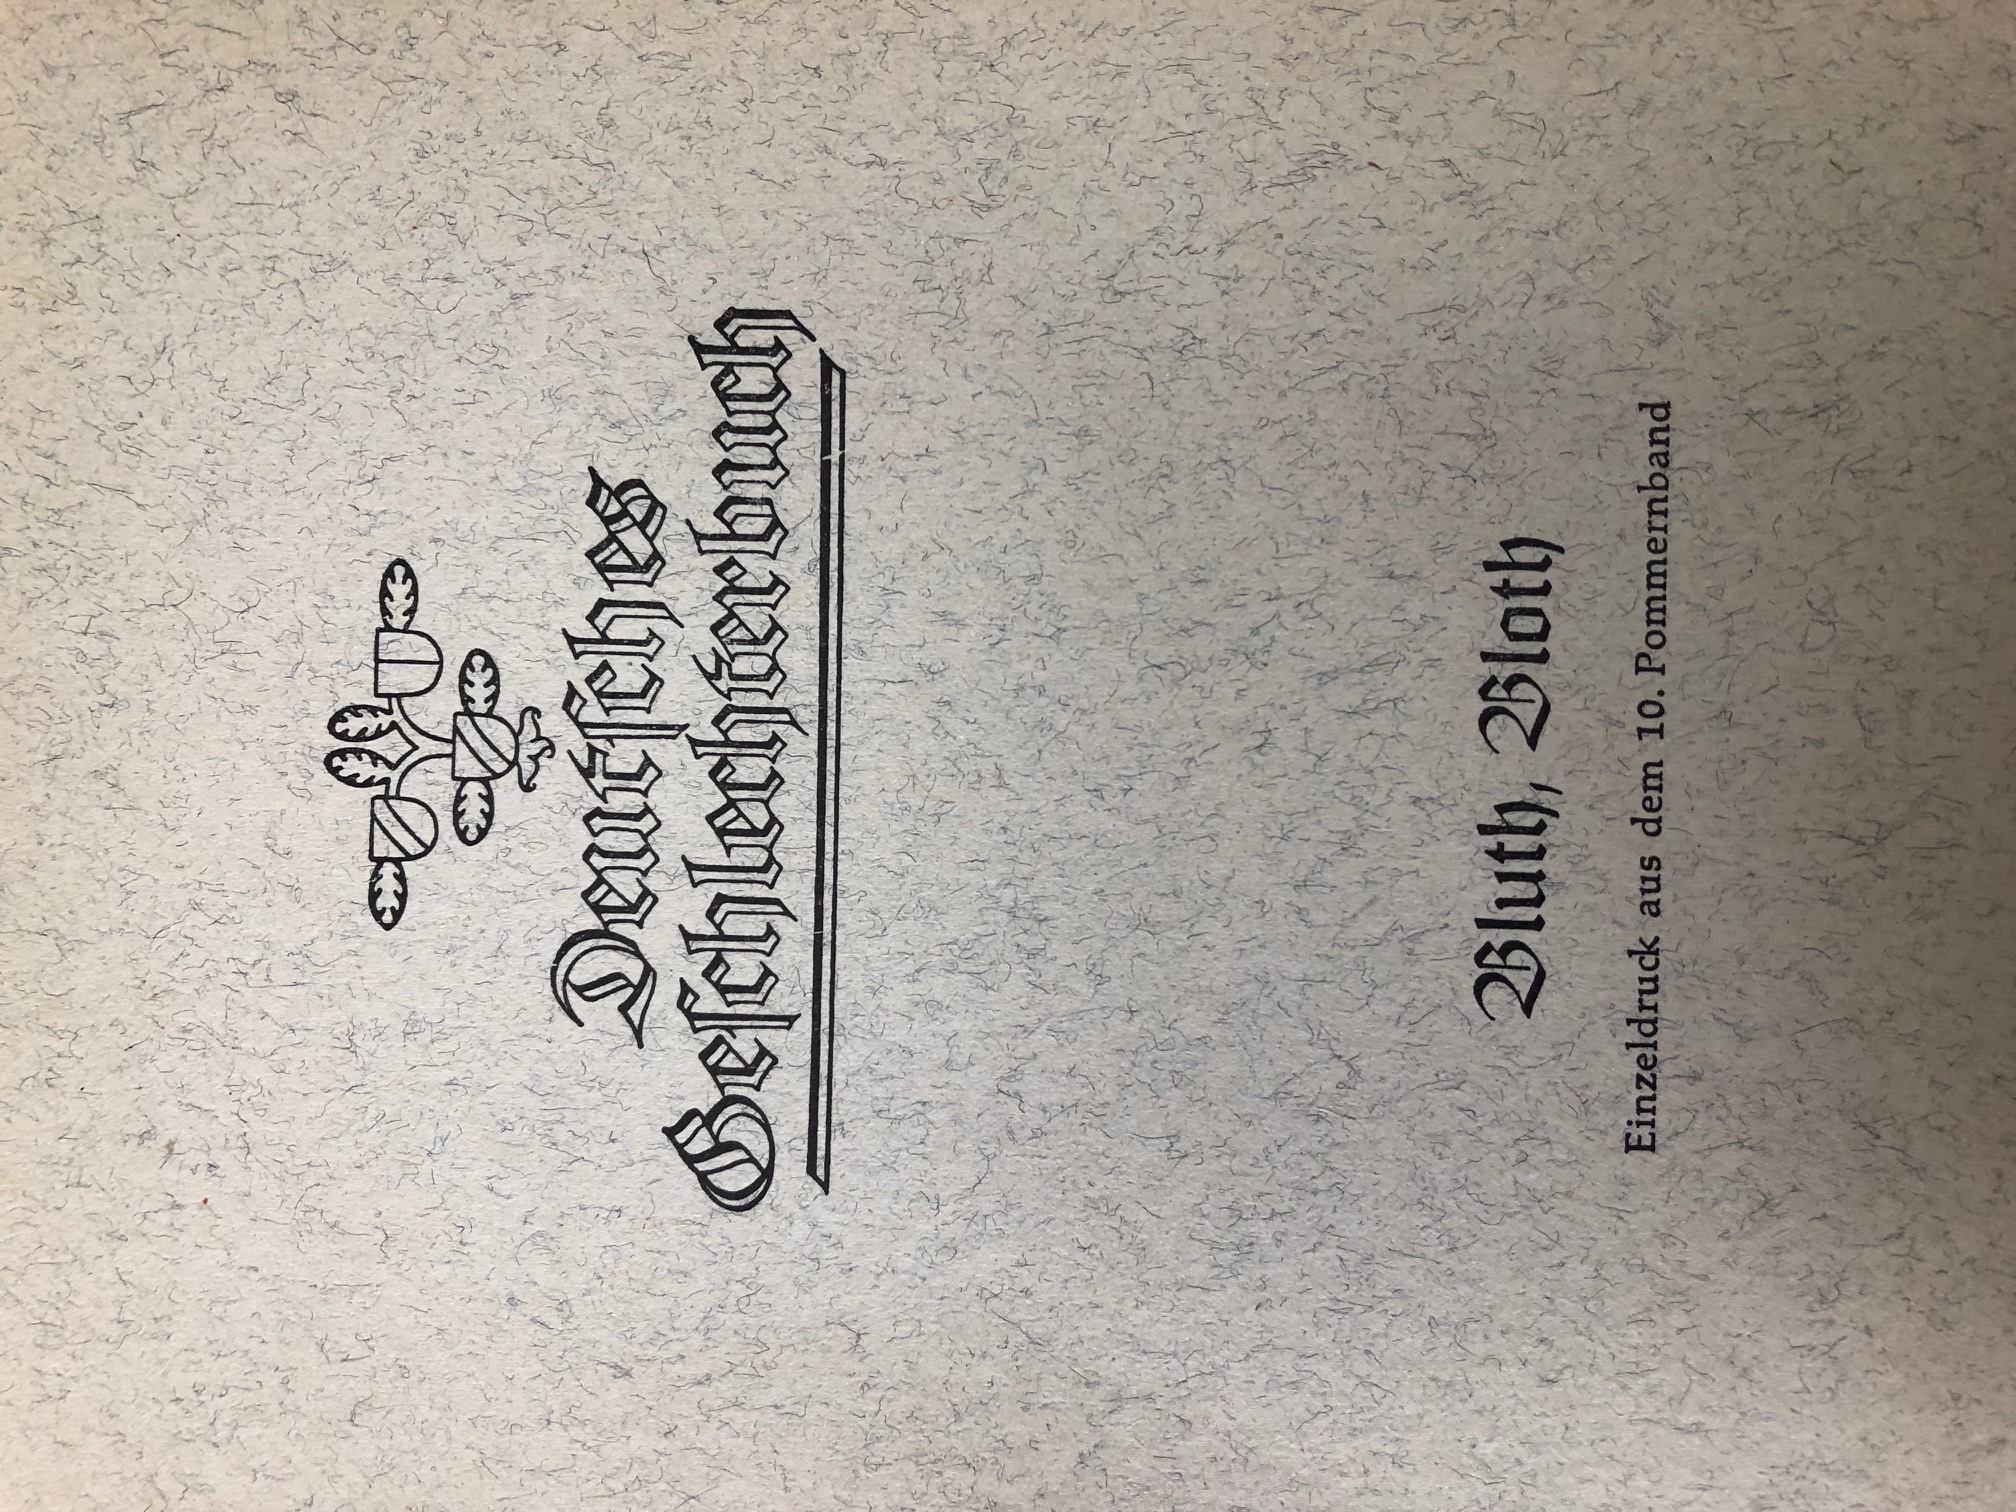 Deutsches
Geschlechterbuch
Bluth, Bloth
Einzeldruck aus dem 10. Pommernband